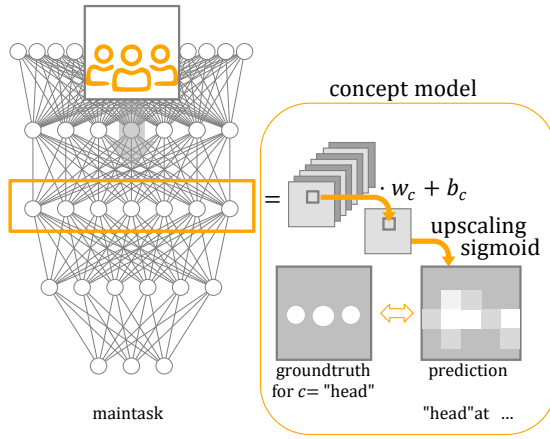 concept model
= · w_c + b_c
upscaling
sigmoid
groundtruth
for c= "head"
prediction
maintask
"head"at ...